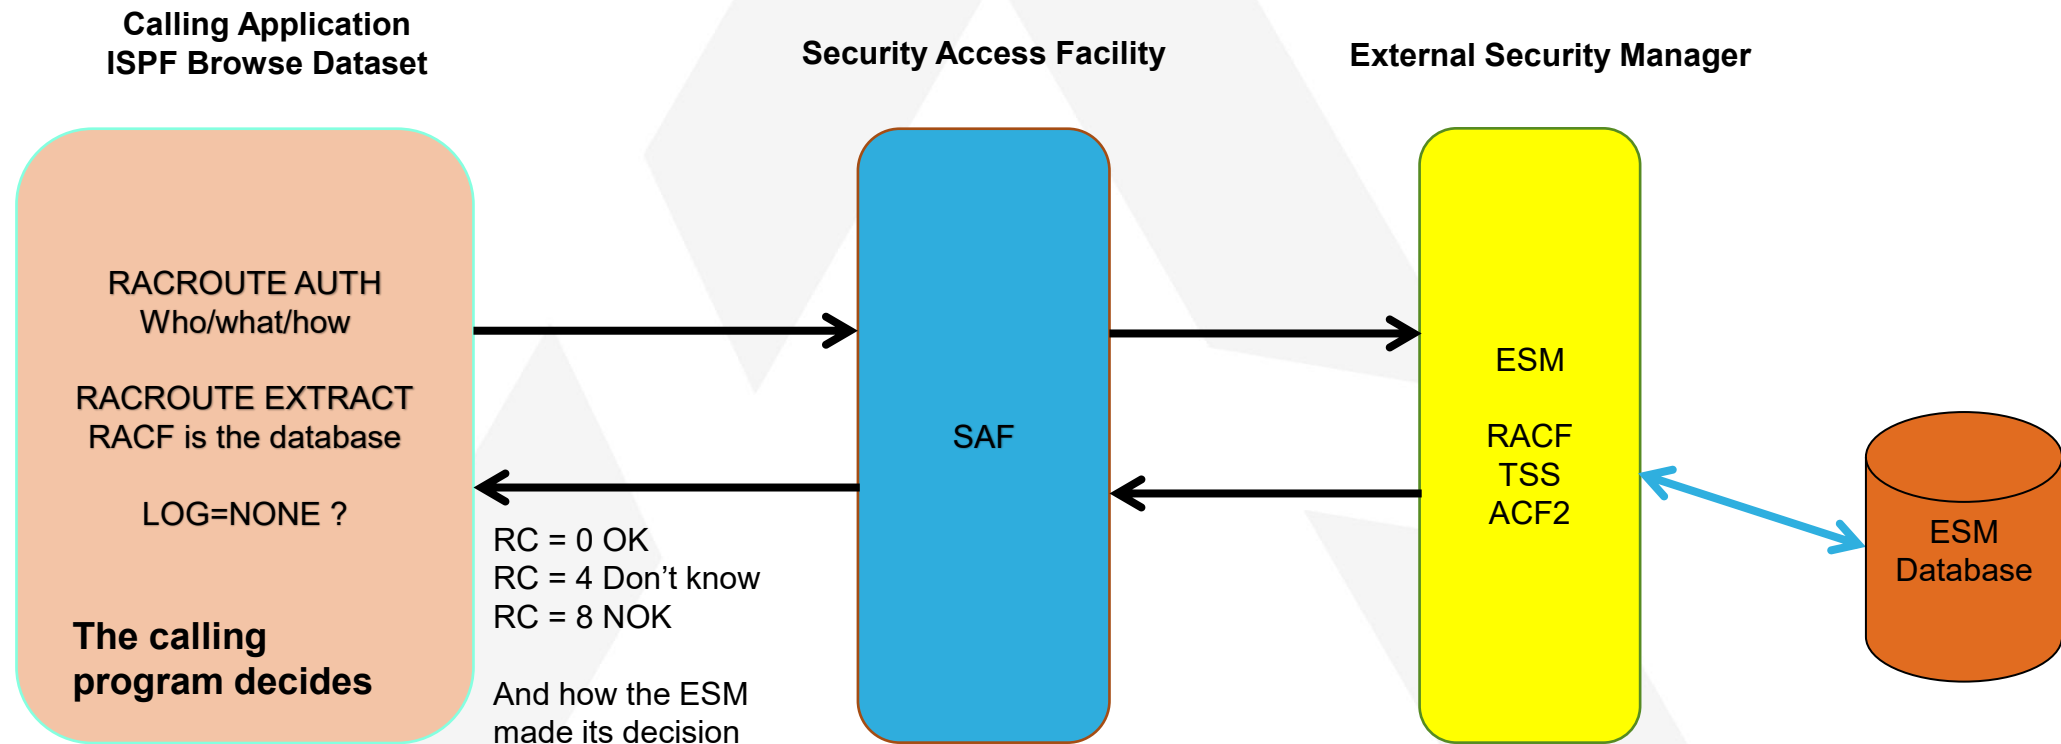 Calling Application
ISPF Browse Dataset
Security Access Facility
External Security Manager
RACROUTE AUTH
Who/what/how
RACROUTE EXTRACT
RACF is the database
LOG=NONE ?
The calling
program decides
RC = 0 OK
RC = 4 Don’t know
RC = 8 NOK
And how the ESM
made its decision
SAF
ESM
RACF
TSS
ACF2
ESM
Database